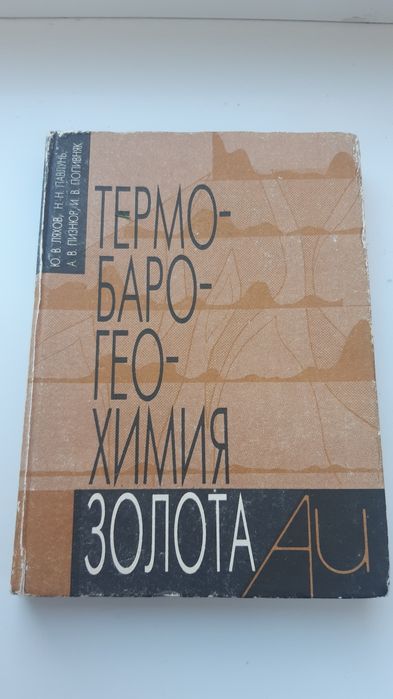 Ю. В. ЛЯХОВ, Н. Н. ПАВЛУНЬ,
А. В. ПИЗНЮР, И. В. ПОПИВНЯК
ТЕРМО-
БАРО-
ГЕО-
ХИМИЯ
ЗОЛОТА
Au